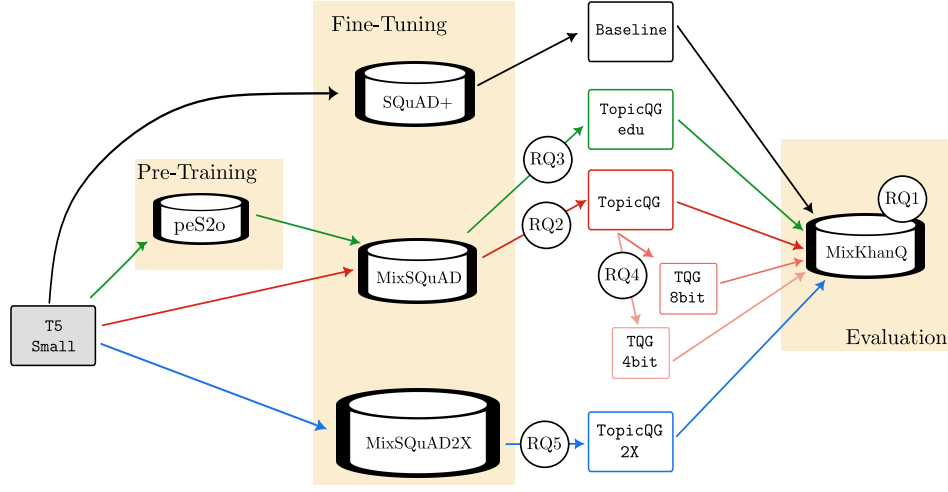 Fine-Tuning
Baseline
SQuAD+
TopicQG
edu
RQ3
Pre-Training
peS2o
RQ1
TopicQG
RQ2
MixSQuAD
MixKhanQ
RQ4
TQG
8bit
T5
Small
TQG
4bit
Evaluation
MixSQuAD2X
RQ5
TopicQG
2X